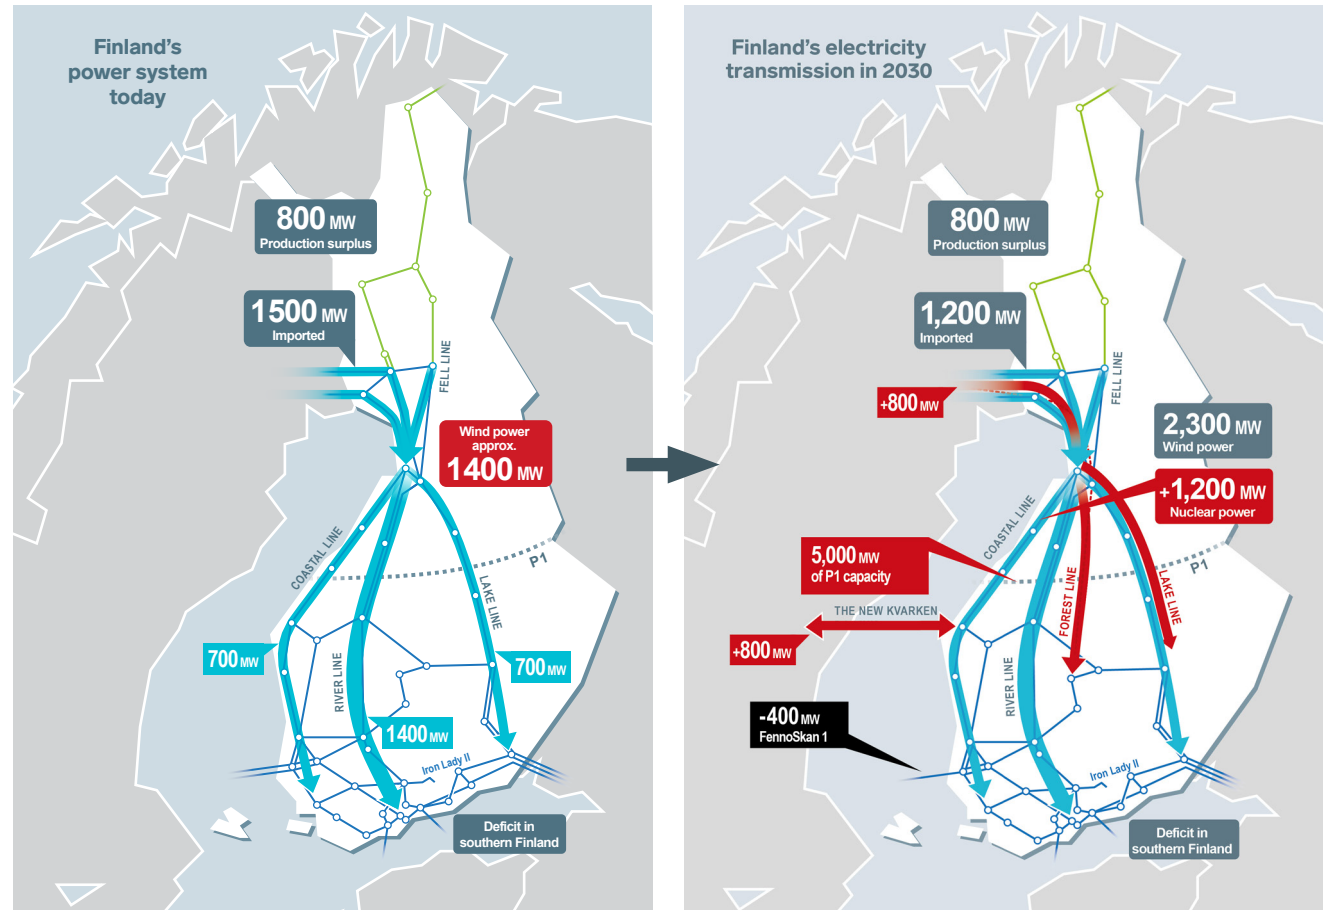 Finland's
power system
today
800 MW
Production surplus
1500 MW
Imported
FELL LINE
Wind power
approx.
1400 MW
COASTAL LINE
P1
LAKE LINE
700 MW
700 MW
RIVER LINE
1400 MW
Iron Lady II
Deficit in
southern Finland
Finland's electricity
transmission in 2030
800 MW
Production surplus
1,200 MW
Imported
FELL LINE
+800 MW
2,300 MW
Wind power
+1,200 MW
Nuclear power
COASTAL LINE
5,000 MW
of P1 capacity
P1
FOREST LINE
LAKE LINE
THE NEW KVARKEN
+800 MW
RIVER LINE
-400 MW
FennoSkan 1
Iron Lady II
Deficit in
southern Finland